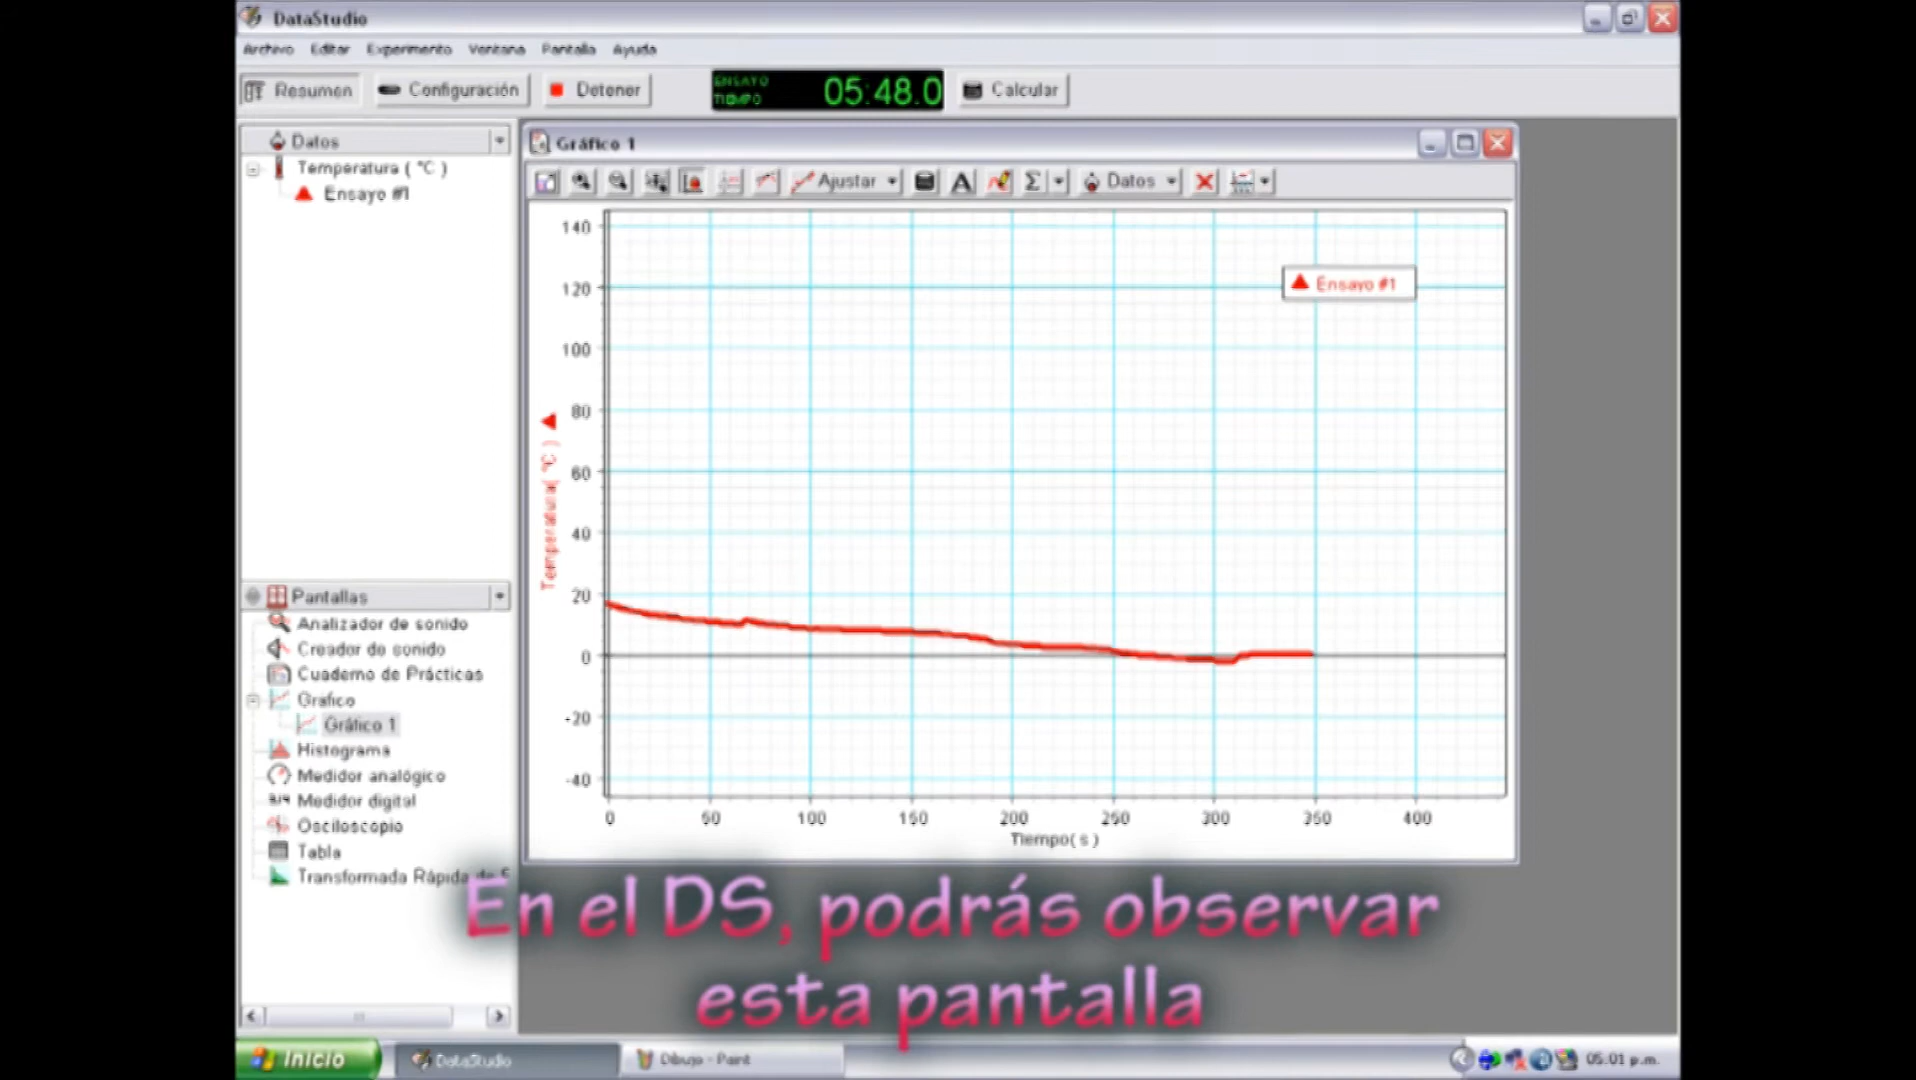 DataStudio
Archivo Editar Experimento Ventana Pantalla Ayuda
Resumen Configuración Detener ENSAYO TIEMPO 05:48.0 Calcular
Datos
Temperatura ( °C )
Ensayo #1
Gráfico 1
Ajustar A Σ Datos
140
120
100
80
60
40
20
0
-20
-40
Temperatura( °C )
Ensayo #1
0 50 100 150 200 250 300 350 400
Tiempo( s )
Pantallas
Analizador de sonido
Creador de sonido
Cuaderno de Prácticas
Gráfico
Gráfico 1
Histograma
Medidor analógico
Medidor digital
Osciloscopio
Tabla
Transformada Rápida de F
En el DS, podrás observar
esta pantalla
Inicio DataStudio Dibujo - Paint 05:01 p.m.